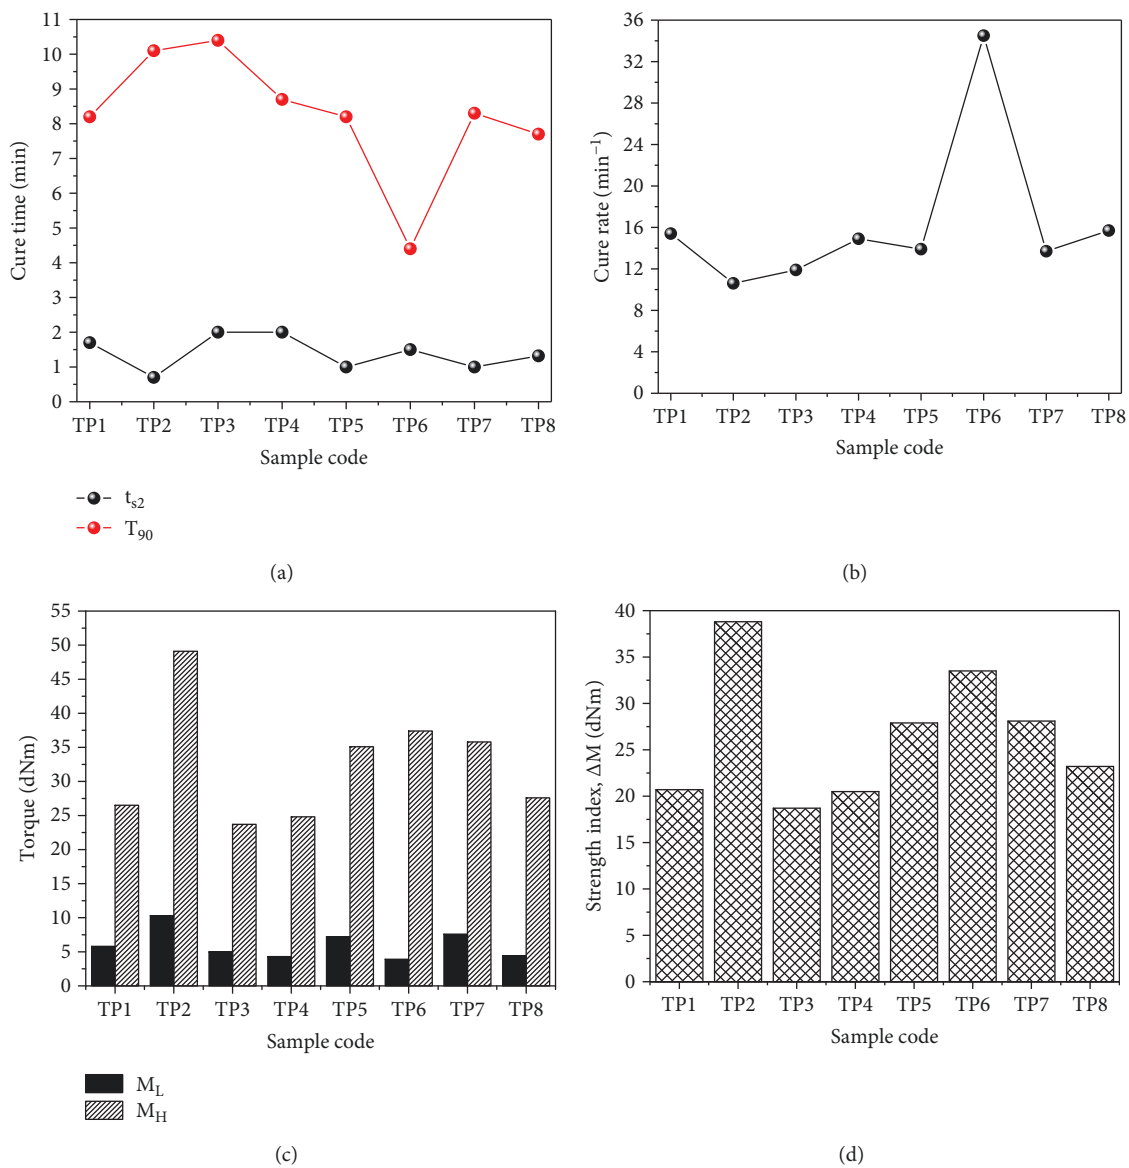 11
10
9
8
7
6
5
4
3
2
1
0
Cure time (min)
TP1 TP2 TP3 TP4 TP5 TP6 TP7 TP8
Sample code
t_s2
T_90
(a)
36
32
28
24
20
16
12
8
4
0
Cure rate (min⁻¹)
TP1 TP2 TP3 TP4 TP5 TP6 TP7 TP8
Sample code
(b)
55
50
45
40
35
30
25
20
15
10
5
0
Torque (dNm)
TP1 TP2 TP3 TP4 TP5 TP6 TP7 TP8
Sample code
M_L
M_H
(c)
40
35
30
25
20
15
10
5
0
Strength index, ΔM (dNm)
TP1 TP2 TP3 TP4 TP5 TP6 TP7 TP8
Sample code
(d)